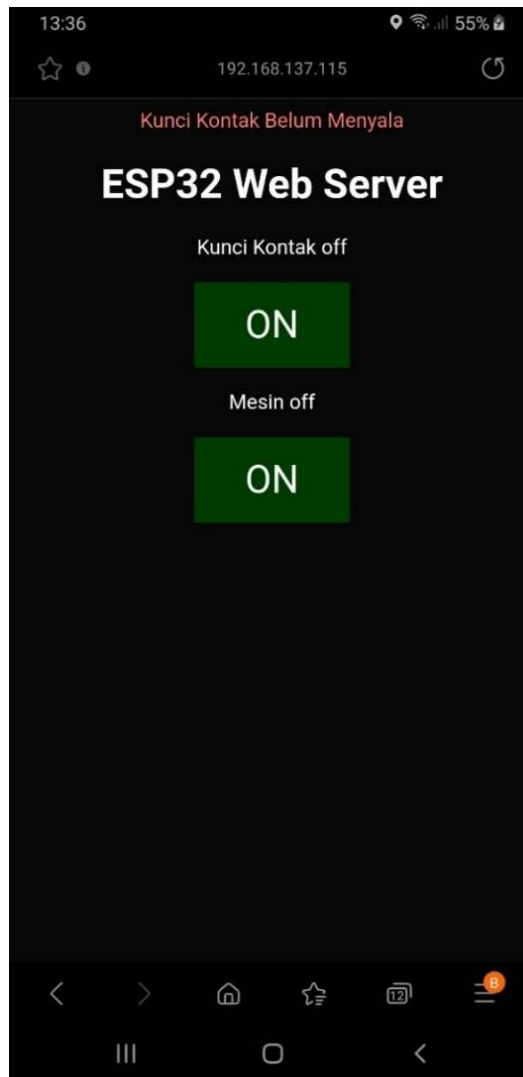 13:36
55%
192.168.137.115
Kunci Kontak Belum Menyala
ESP32 Web Server
Kunci Kontak off
ON
Mesin off
ON
12
B